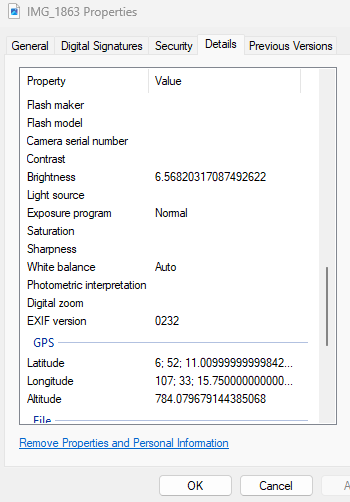 IMG_1863 Properties
General Digital Signatures Security Details Previous Versions
Property Value
Flash maker
Flash model
Camera serial number
Contrast
Brightness 6.56820317087492622
Light source
Exposure program Normal
Saturation
Sharpness
White balance Auto
Photometric interpretation
Digital zoom
EXIF version 0232
GPS
Latitude 6; 52; 11.00999999999842...
Longitude 107; 33; 15.750000000000...
Altitude 784.079679144385068
File
Remove Properties and Personal Information
OK Cancel A